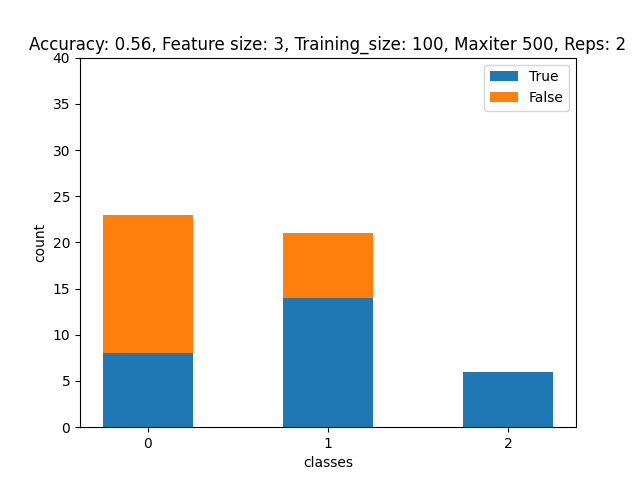 Accuracy: 0.56, Feature size: 3, Training_size: 100, Maxiter 500, Reps: 2
True
False
40
35
30
25
20
15
10
5
0
count
0
1
2
classes